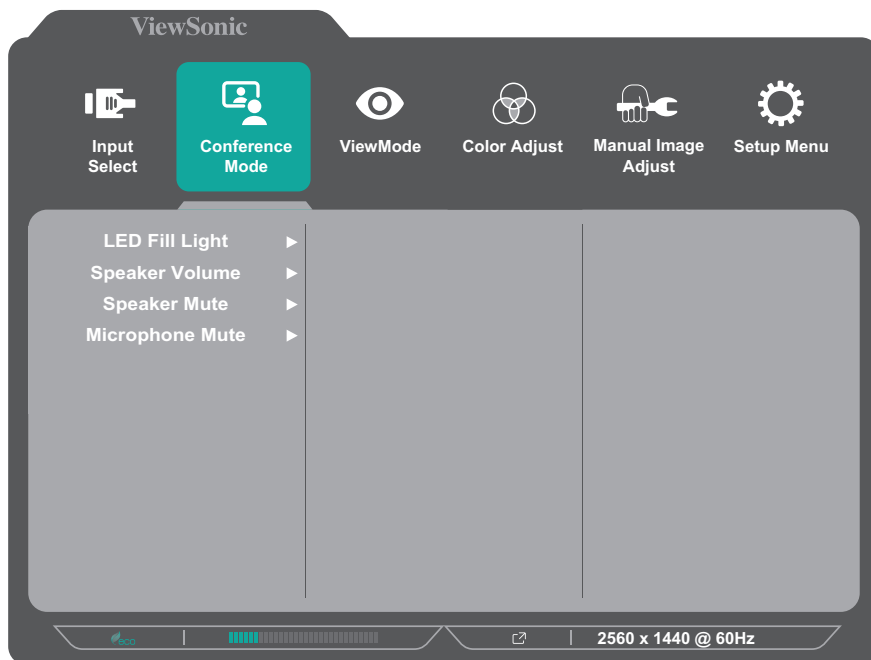 ViewSonic
Input
Select
Conference
Mode
ViewMode
Color Adjust
Manual Image
Adjust
Setup Menu
LED Fill Light
Speaker Volume
Speaker Mute
Microphone Mute
eco
2560 x 1440 @ 60Hz